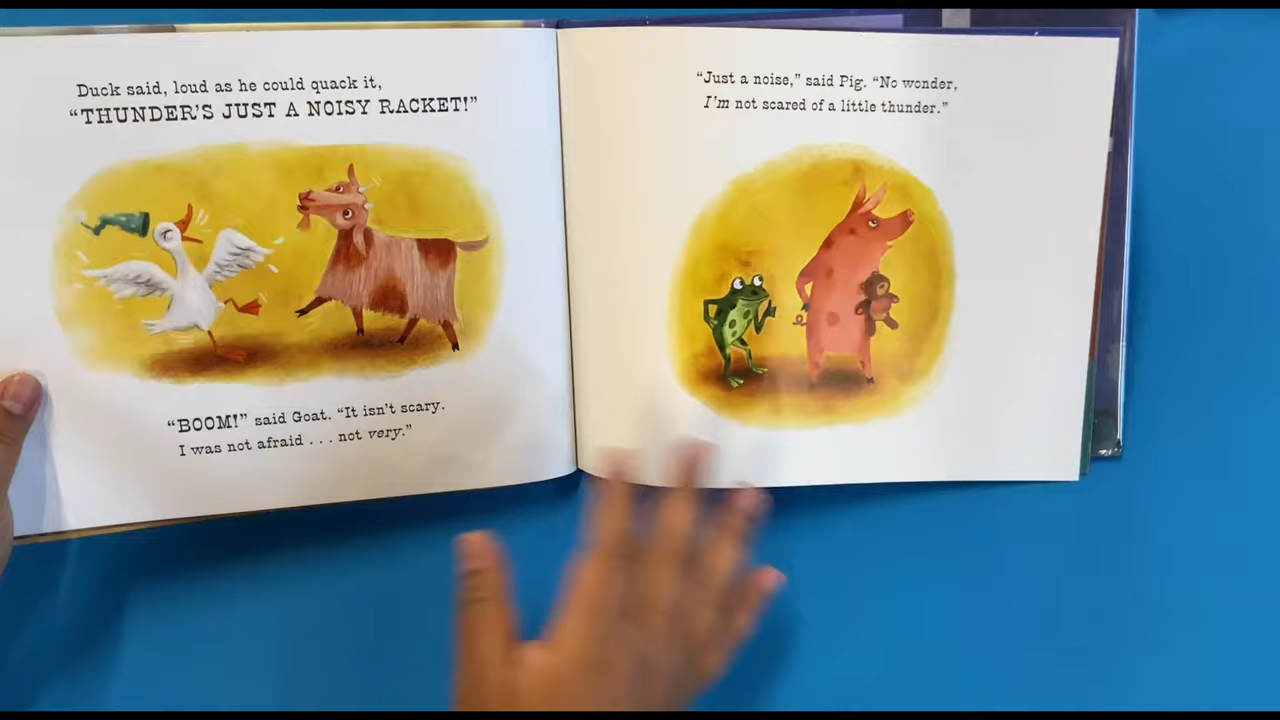 Duck said, loud as he could quack it,
“THUNDER’S JUST A NOISY RACKET!”
“BOOM!” said Goat. “It isn’t scary.
I was not afraid . . . not very.”
“Just a noise,” said Pig. “No wonder,
I’m not scared of a little thunder.”